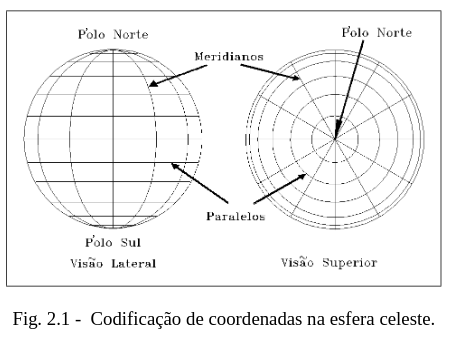 Polo Norte
Polo Norte
Meridianos
Paralelos
Polo Sul
Visão Lateral
Visão Superior
Fig. 2.1 - Codificação de coordenadas na esfera celeste.